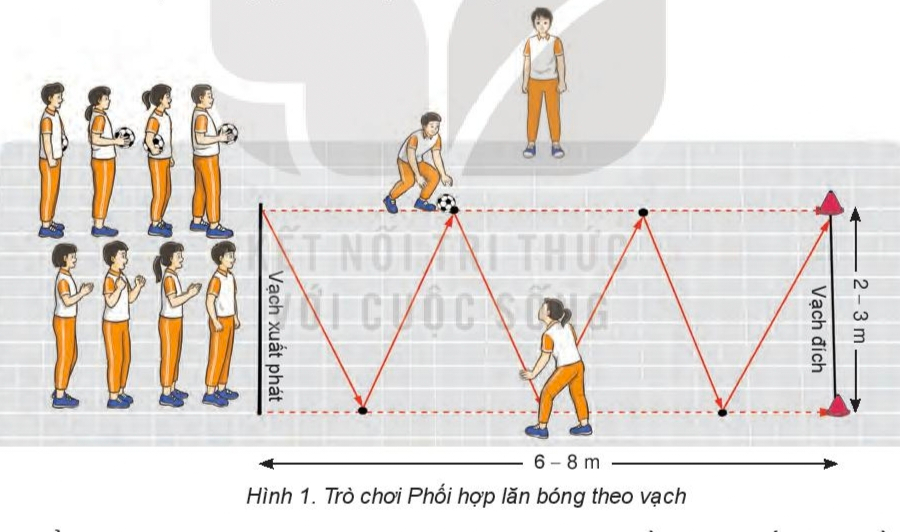 KẾT NỐI TRI THỨC
VỚI CUỘC SỐNG
Vạch xuất phát
Vạch đích
2 – 3 m
6 – 8 m
Hình 1. Trò chơi Phối hợp lăn bóng theo vạch